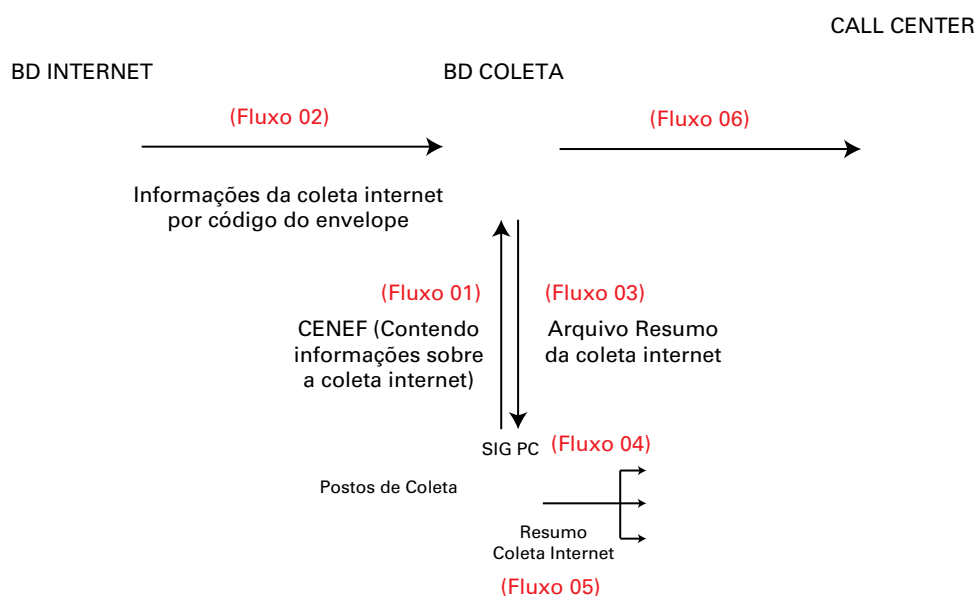 CALL CENTER
BD INTERNET
BD COLETA
(Fluxo 02)
(Fluxo 06)
Informações da coleta internet
por código do envelope
(Fluxo 01)
CENEF (Contendo
informações sobre
a coleta internet)
(Fluxo 03)
Arquivo Resumo
da coleta internet
SIG PC
(Fluxo 04)
Postos de Coleta
Resumo
Coleta Internet
(Fluxo 05)